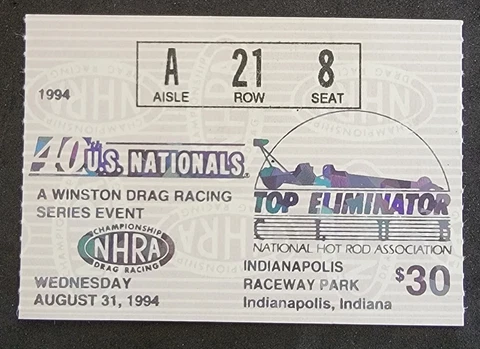 A 21 8
AISLE ROW SEAT
1994
40th U.S. NATIONALS
A WINSTON DRAG RACING
SERIES EVENT
CHAMPIONSHIP
NHRA
DRAG RACING
WEDNESDAY
AUGUST 31, 1994
TOP ELIMINATOR
CLUB
NATIONAL HOT ROD ASSOCIATION
INDIANAPOLIS
RACEWAY PARK
Indianapolis, Indiana
$30